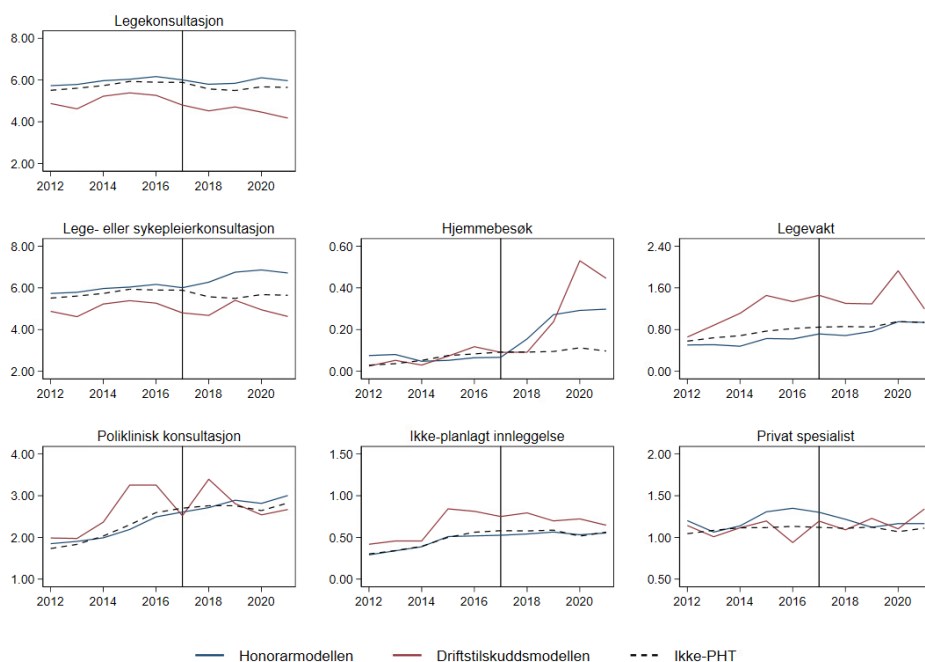 Legekonsultasjon
8.00
6.00
4.00
2.00
2012 2014 2016 2018 2020
Lege- eller sykepleierkonsultasjon
8.00
6.00
4.00
2.00
2012 2014 2016 2018 2020
Hjemmebesøk
0.60
0.40
0.20
0.00
2012 2014 2016 2018 2020
Legevakt
2.40
1.60
0.80
0.00
2012 2014 2016 2018 2020
Poliklinisk konsultasjon
4.00
3.00
2.00
1.00
2012 2014 2016 2018 2020
Ikke-planlagt innleggelse
1.50
1.00
0.50
0.00
2012 2014 2016 2018 2020
Privat spesialist
2.00
1.50
1.00
0.50
2012 2014 2016 2018 2020
Honorarmodellen Driftstilskuddsmodellen Ikke-PHT